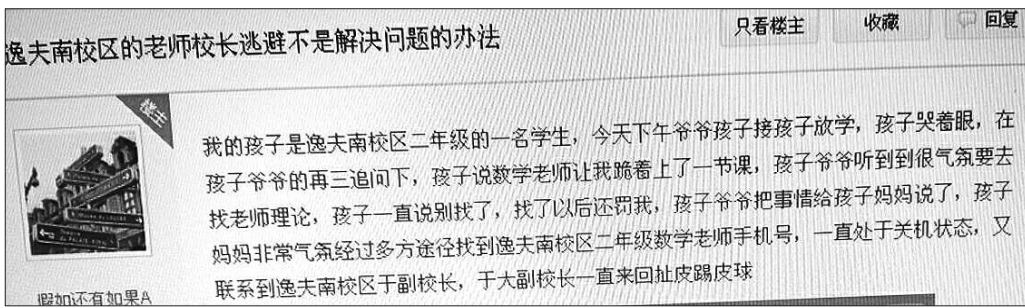 逸夫南校区的老师校长逃避不是解决问题的办法
只看楼主
收藏
回复
楼主
我的孩子是逸夫南校区二年级的一名学生，今天下午爷爷孩子接孩子放学，孩子哭着眼，在
孩子爷爷的再三追问下，孩子说数学老师让我跪着上了一节课，孩子爷爷听到到很气氛要去
找老师理论，孩子一直说别找了，找了以后还罚我，孩子爷爷把事情给孩子妈妈说了，孩子
妈妈非常气氛经过多方途径找到逸夫南校区二年级数学老师手机号，一直处于关机状态，又
联系到逸夫南校区于副校长，于大副校长一直来回扯皮踢皮球
假如还有如果A